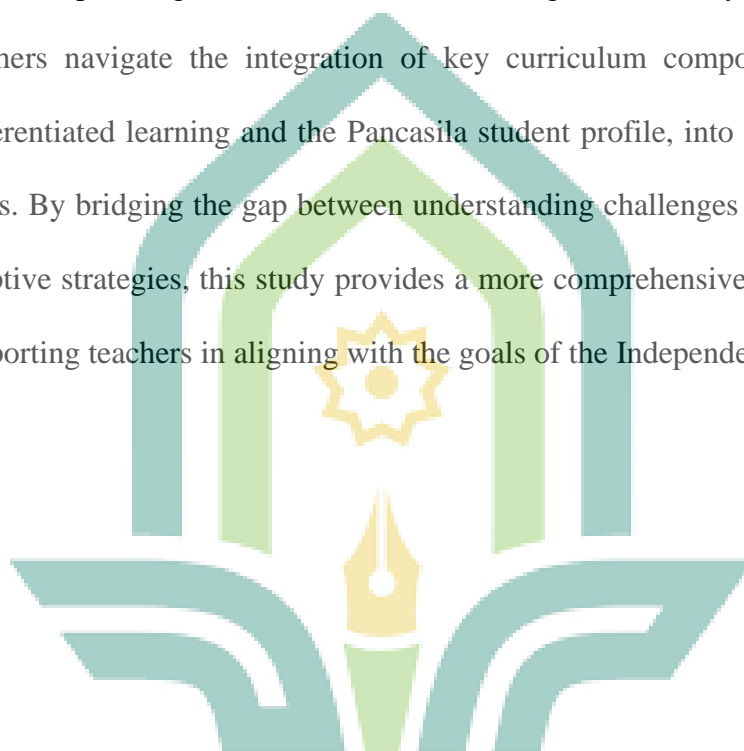 hers navigate the integration of key curriculum compo
erentiated learning and the Pancasila student profile, into
s. By bridging the gap between understanding challenges
ptive strategies, this study provides a more comprehensive
porting teachers in aligning with the goals of the Independe